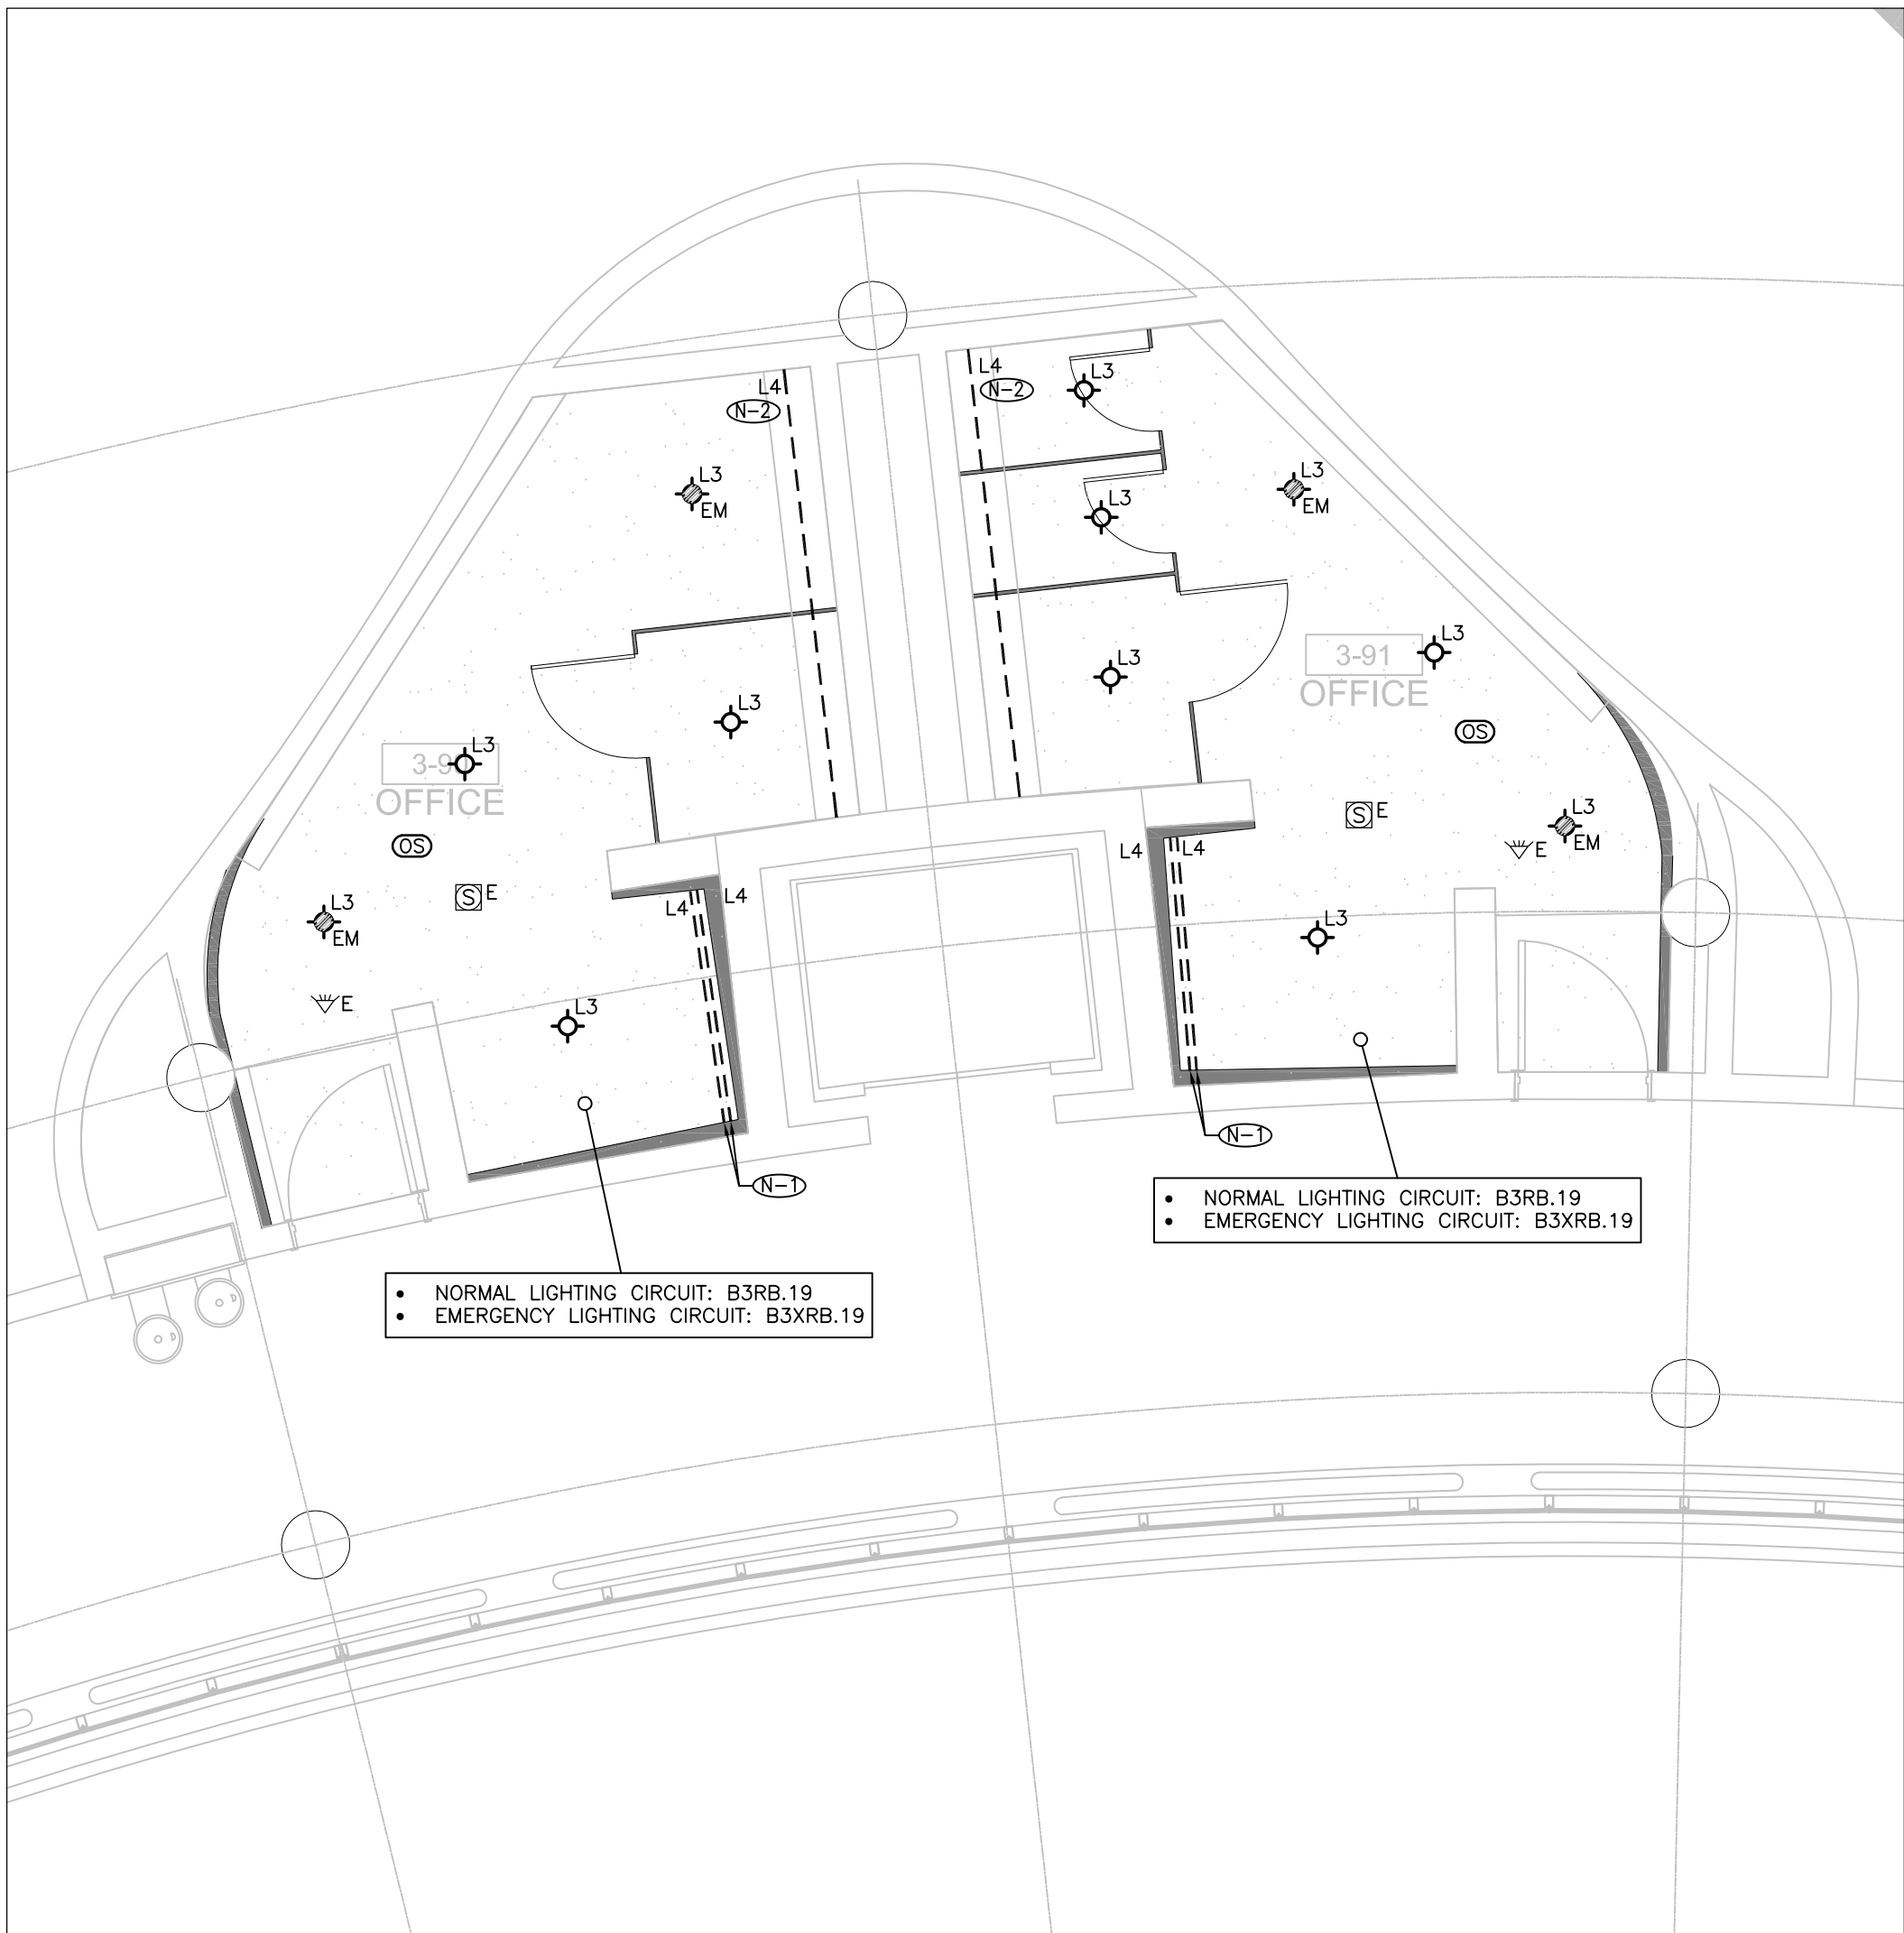 L4
N-2
L3
EM
L3
L3
3-9
OFFICE
OS
S E
L3
EM
E
L3
L4
L4
N-1
• NORMAL LIGHTING CIRCUIT: B3RB.19
• EMERGENCY LIGHTING CIRCUIT: B3XRB.19
L4
N-2
L3
L3
L3
EM
L3
L3
3-91
OFFICE
OS
S E
L3
EM
E
L4
L4
L3
N-1
• NORMAL LIGHTING CIRCUIT: B3RB.19
• EMERGENCY LIGHTING CIRCUIT: B3XRB.19